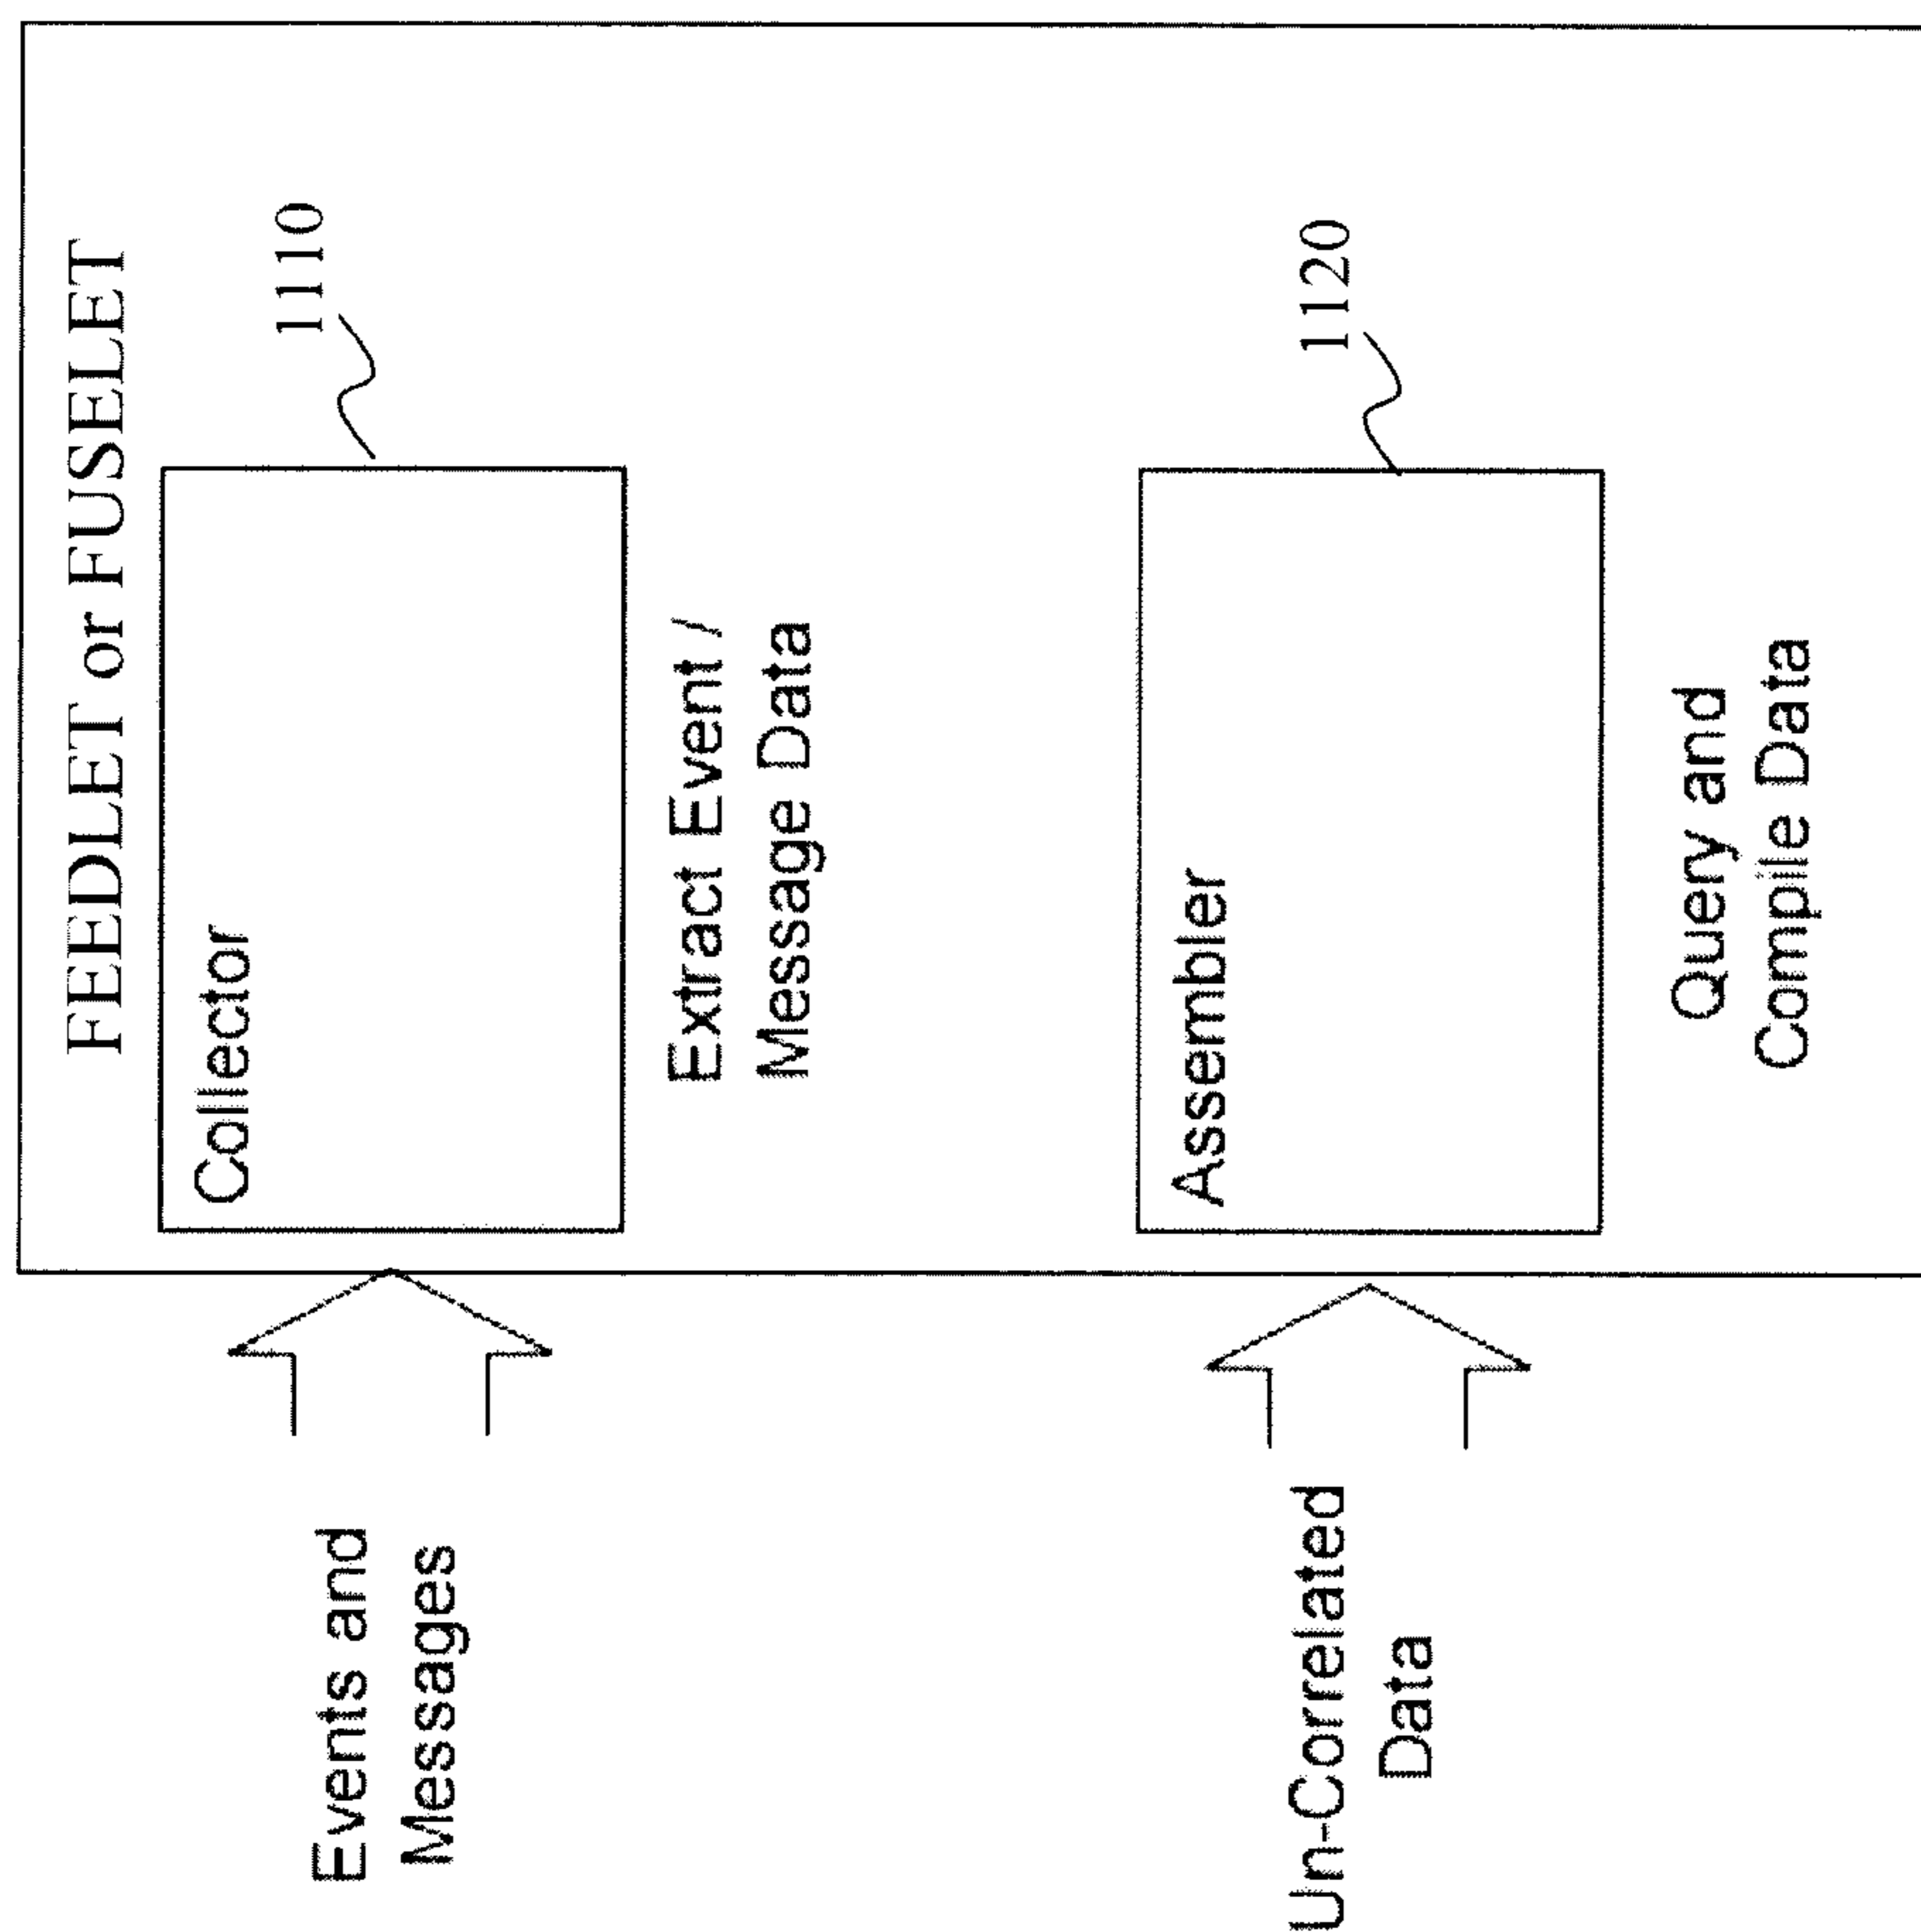 FEEDLET or FUSELET
Collector
1110
Extract Event /
Message Data
Events and
Messages
Assembler
1120
Query and
Compile Data
Un-Correlated
Data